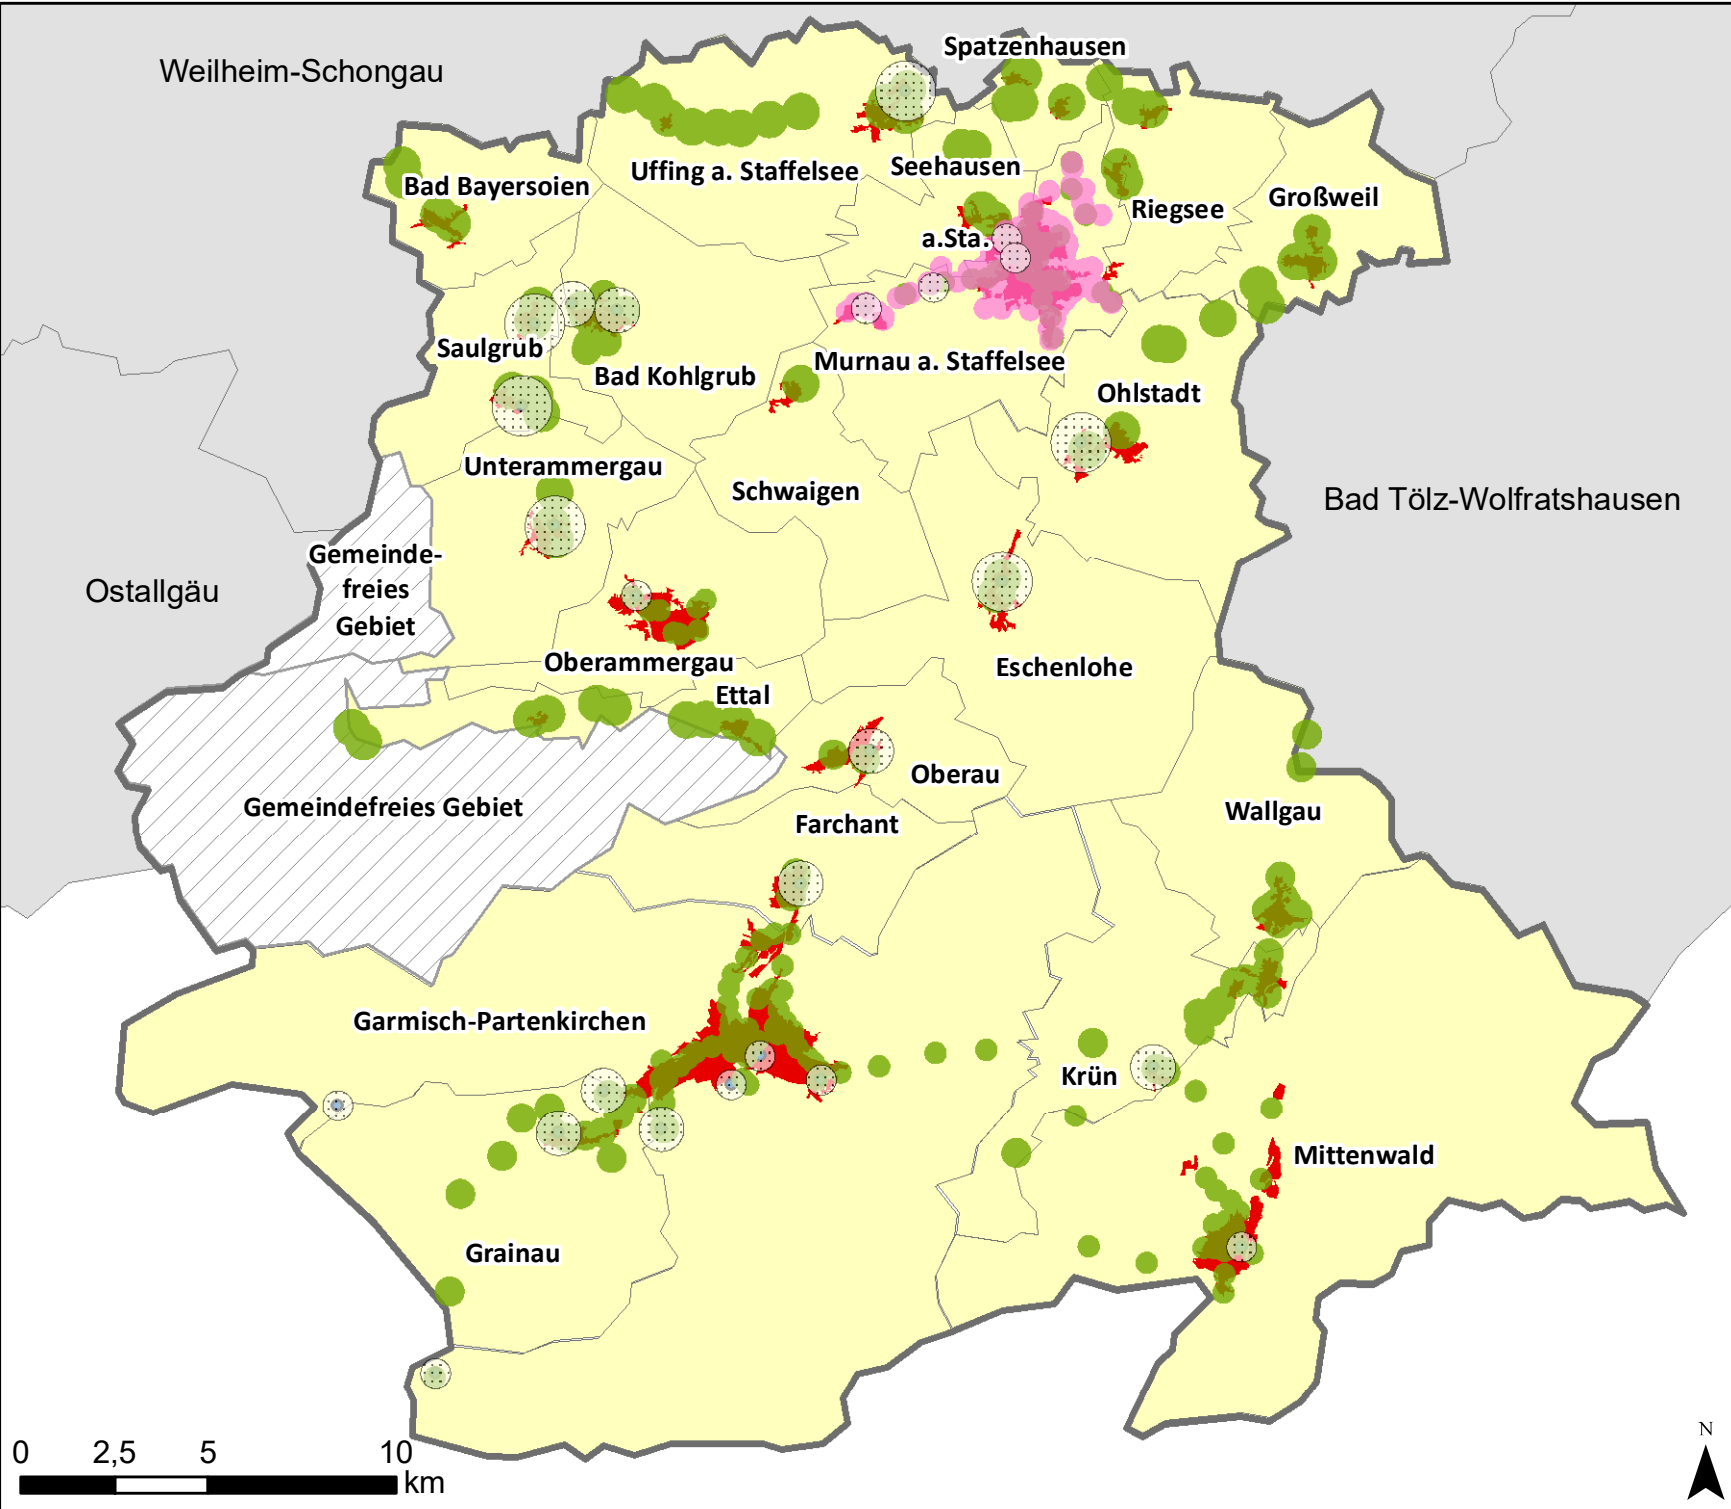 Spatzenhausen
Weilheim-Schongau
Uffing a. Staffelsee
Seehausen
Bad Bayersoien
Großweil
Riegsee
a.Sta.
Saulgrub
Murnau a. Staffelsee
Bad Kohlgrub
Ohlstadt
Unterammergau
Schwaigen
Bad Tölz-Wolfratshausen
Gemeinde-
freies
Gebiet
Ostallgäu
Oberammergau
Eschenlohe
Ettal
Oberau
Gemeindefreies Gebiet
Wallgau
Farchant
Garmisch-Partenkirchen
Krün
Mittenwald
Grainau
N
0 2,5 5 10
km